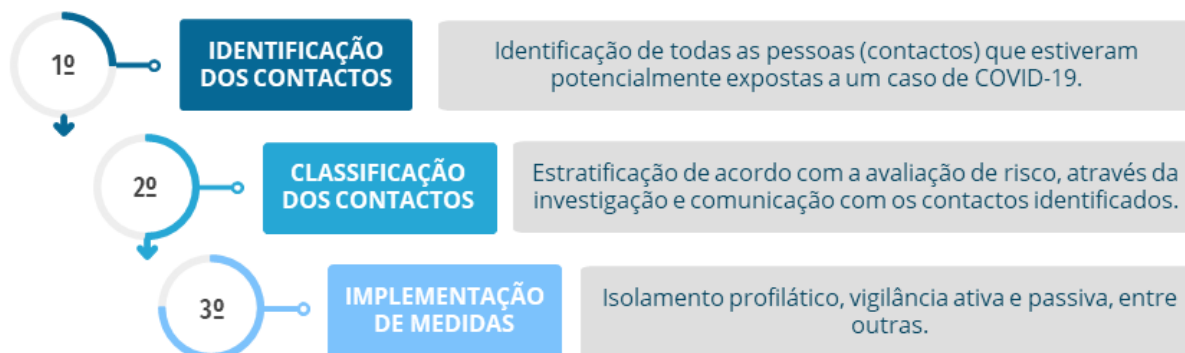 1º
IDENTIFICAÇÃO
DOS CONTACTOS
Identificação de todas as pessoas (contactos) que estiveram
potencialmente expostas a um caso de COVID-19.
2º
CLASSIFICAÇÃO
DOS CONTACTOS
Estratificação de acordo com a avaliação de risco, através da
investigação e comunicação com os contactos identificados.
3º
IMPLEMENTAÇÃO
DE MEDIDAS
Isolamento profilático, vigilância ativa e passiva, entre
outras.